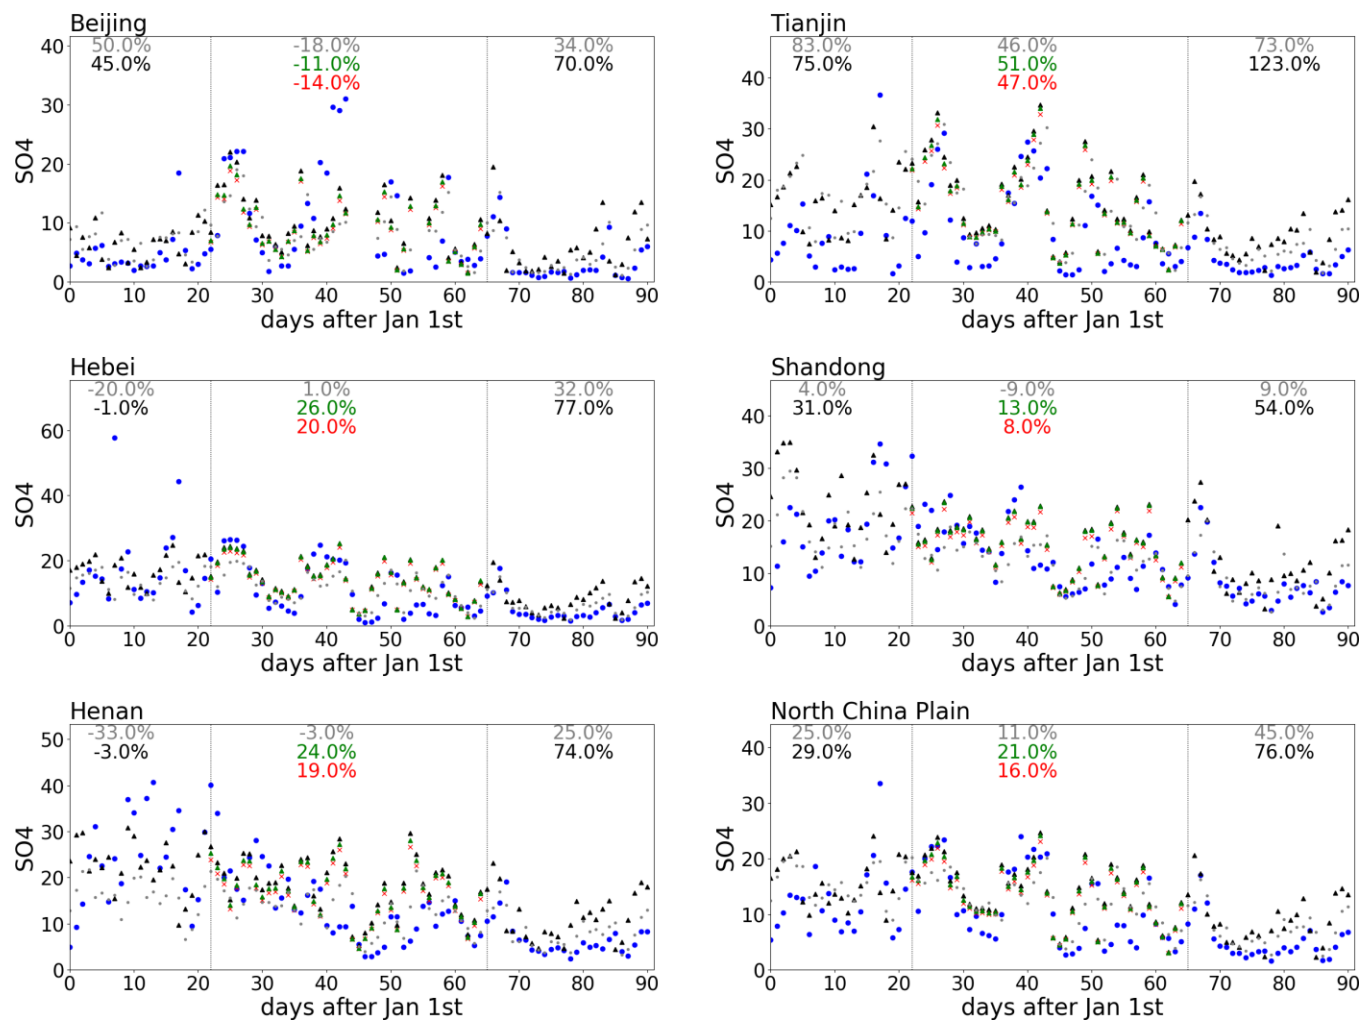 Beijing
50.0% -18.0% 34.0%
45.0% -11.0% 70.0%
-14.0%
SO4
40
30
20
10
0
0 10 20 30 40 50 60 70 80 90
days after Jan 1st
Tianjin
83.0% 46.0% 73.0%
75.0% 51.0% 123.0%
47.0%
SO4
40
30
20
10
0
0 10 20 30 40 50 60 70 80 90
days after Jan 1st
Hebei
-20.0% 1.0% 32.0%
-1.0% 26.0% 77.0%
20.0%
SO4
60
40
20
0
0 10 20 30 40 50 60 70 80 90
days after Jan 1st
Shandong
4.0% -9.0% 9.0%
31.0% 13.0% 54.0%
8.0%
SO4
40
30
20
10
0
0 10 20 30 40 50 60 70 80 90
days after Jan 1st
Henan
-33.0% -3.0% 25.0%
-3.0% 24.0% 74.0%
19.0%
SO4
50
40
30
20
10
0
0 10 20 30 40 50 60 70 80 90
days after Jan 1st
North China Plain
25.0% 11.0% 45.0%
29.0% 21.0% 76.0%
16.0%
SO4
40
30
20
10
0
0 10 20 30 40 50 60 70 80 90
days after Jan 1st